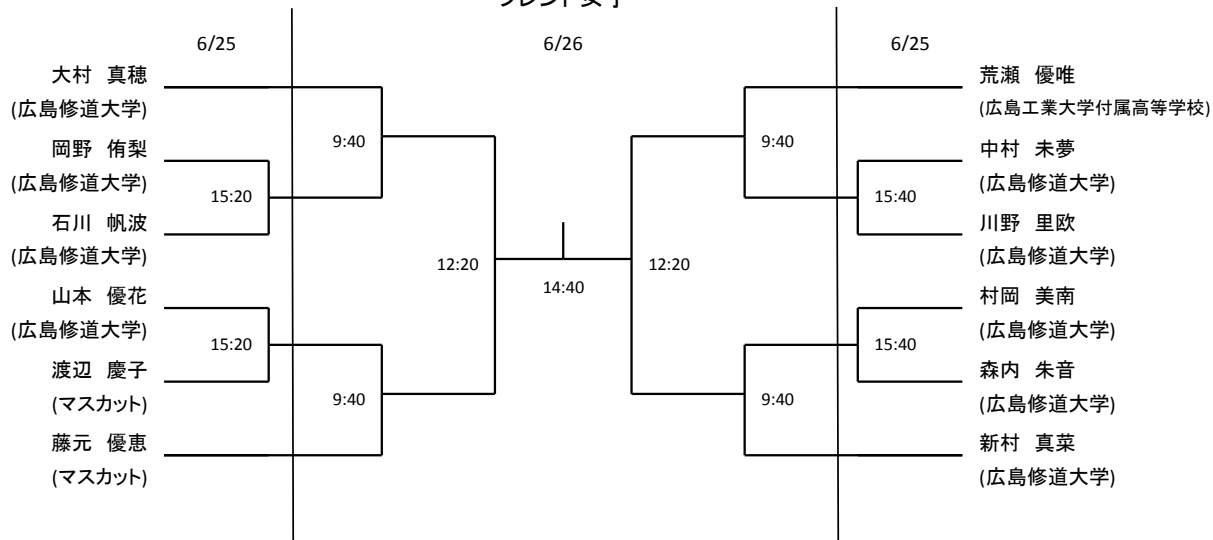 フレンド女子
6/25
6/26
6/25
大村 真穂
(広島修道大学)
岡野 侑梨
(広島修道大学)
石川 帆波
(広島修道大学)
山本 優花
(広島修道大学)
渡辺 慶子
(マスカット)
藤元 優恵
(マスカット)
15:20
15:20
9:40
9:40
12:20
14:40
12:20
9:40
9:40
15:40
15:40
荒瀬 優唯
(広島工業大学付属高等学校)
中村 未夢
(広島修道大学)
川野 里欧
(広島修道大学)
村岡 美南
(広島修道大学)
森内 朱音
(広島修道大学)
新村 真菜
(広島修道大学)